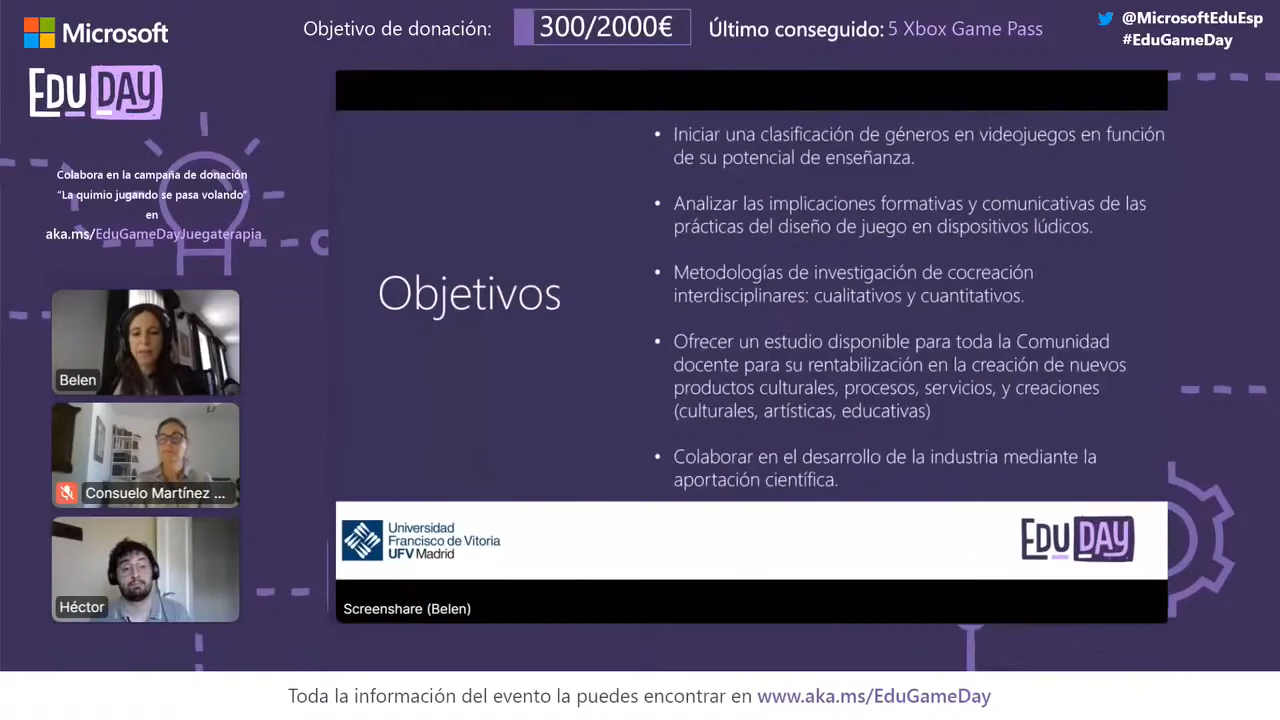 Microsoft
EDU DAY
Objetivo de donación:
300/2000€
Último conseguido: 5 Xbox Game Pass
@MicrosoftEduEsp
#EduGameDay
Colabora en la campaña de donación
“La quimio jugando se pasa volando”
en
aka.ms/EduGameDayJuegaterapia
Belen
Consuelo Martínez ...
Héctor
Objetivos
• Iniciar una clasificación de géneros en videojuegos en función
de su potencial de enseñanza.
• Analizar las implicaciones formativas y comunicativas de las
prácticas del diseño de juego en dispositivos lúdicos.
• Metodologías de investigación de cocreación
interdisciplinares: cualitativos y cuantitativos.
• Ofrecer un estudio disponible para toda la Comunidad
docente para su rentabilización en la creación de nuevos
productos culturales, procesos, servicios, y creaciones
(culturales, artísticas, educativas)
• Colaborar en el desarrollo de la industria mediante la
aportación científica.
Universidad
Francisco de Vitoria
UFV Madrid
EDU DAY
Screenshare (Belen)
Toda la información del evento la puedes encontrar en www.aka.ms/EduGameDay